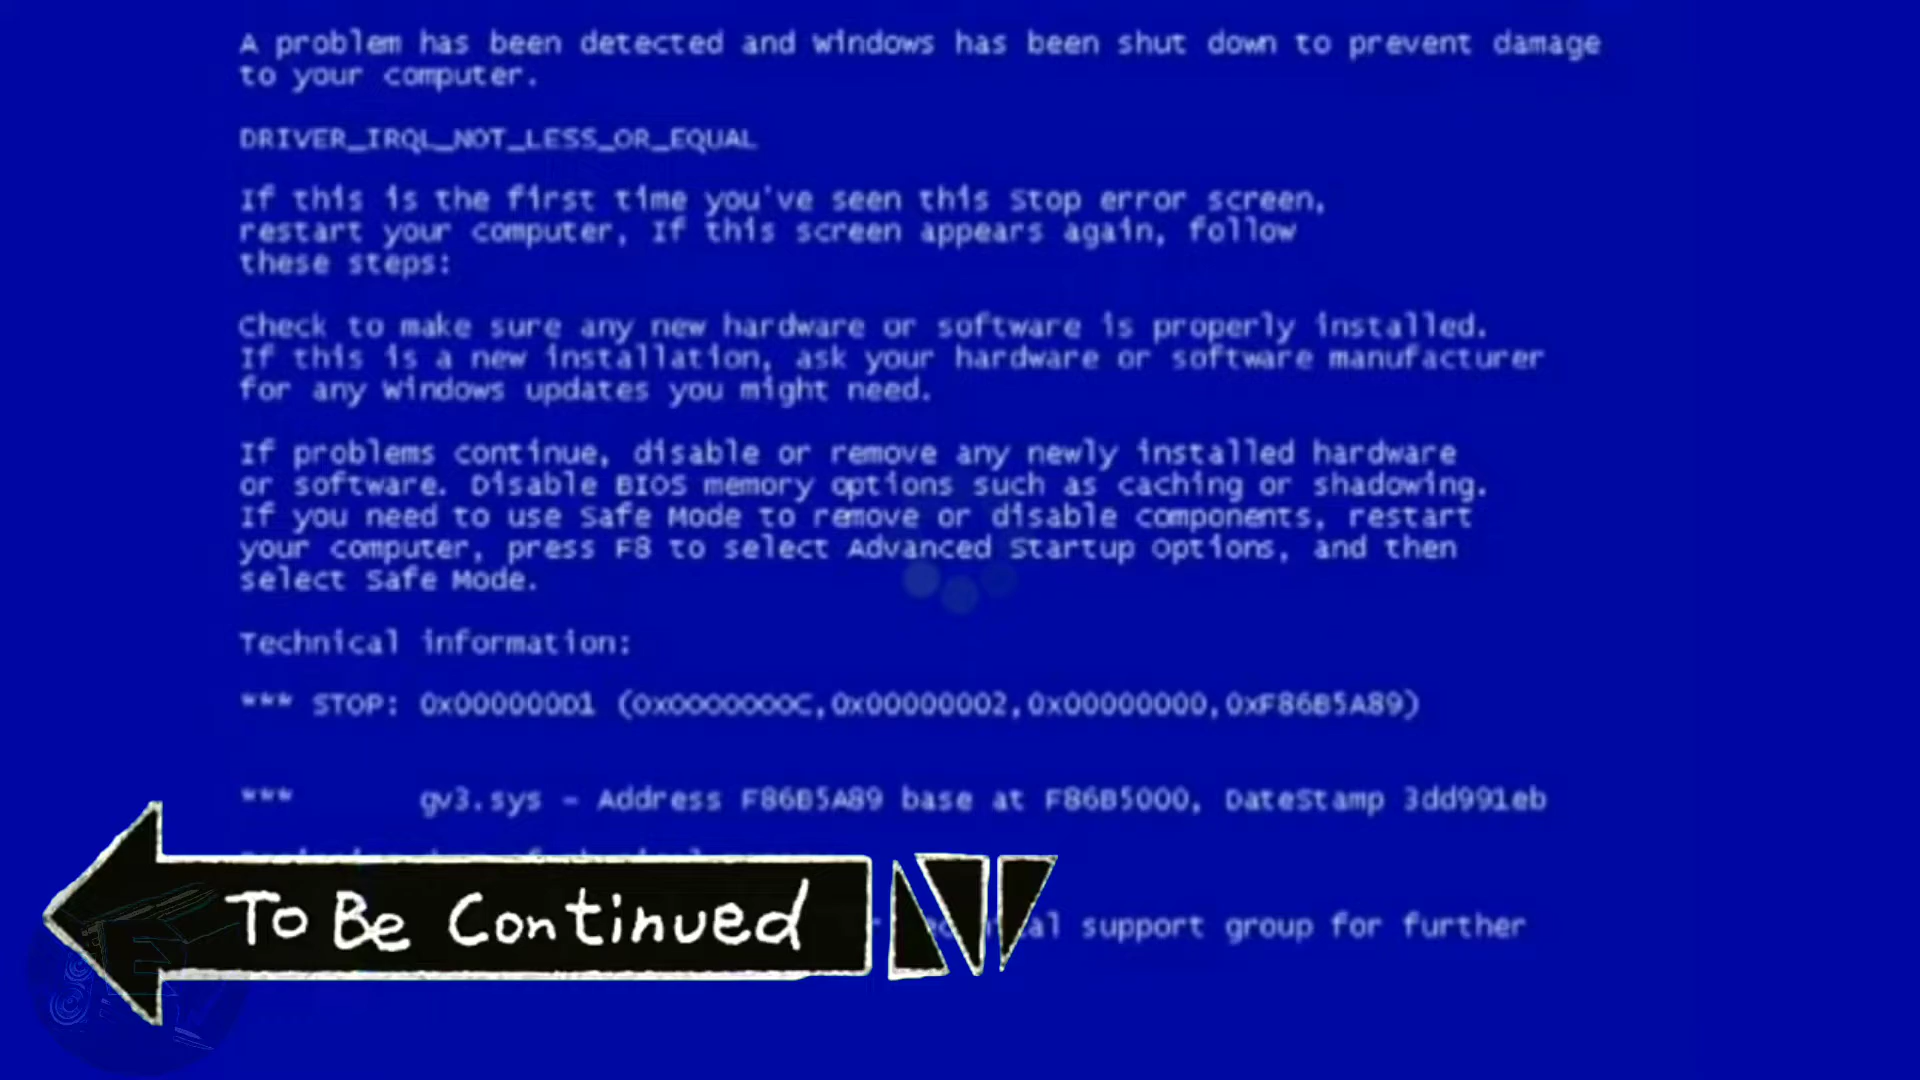 A problem has been detected and windows has been shut down to prevent damage
to your computer.
DRIVER_IRQL_NOT_LESS_OR_EQUAL
If this is the first time you've seen this Stop error screen,
restart your computer, If this screen appears again, follow
these steps:
Check to make sure any new hardware or software is properly installed.
If this is a new installation, ask your hardware or software manufacturer
for any windows updates you might need.
If problems continue, disable or remove any newly installed hardware
or software. Disable BIOS memory options such as caching or shadowing.
If you need to use Safe Mode to remove or disable components, restart
your computer, press F8 to select Advanced Startup Options, and then
select Safe Mode.
Technical information:
*** STOP: 0x000000D1 (0x0000000C,0x00000002,0x00000000,0xF86B5A89)
*** gv3.sys - Address F86B5A89 base at F86B5000, DateStamp 3dd991eb
To Be Continued
support group for further